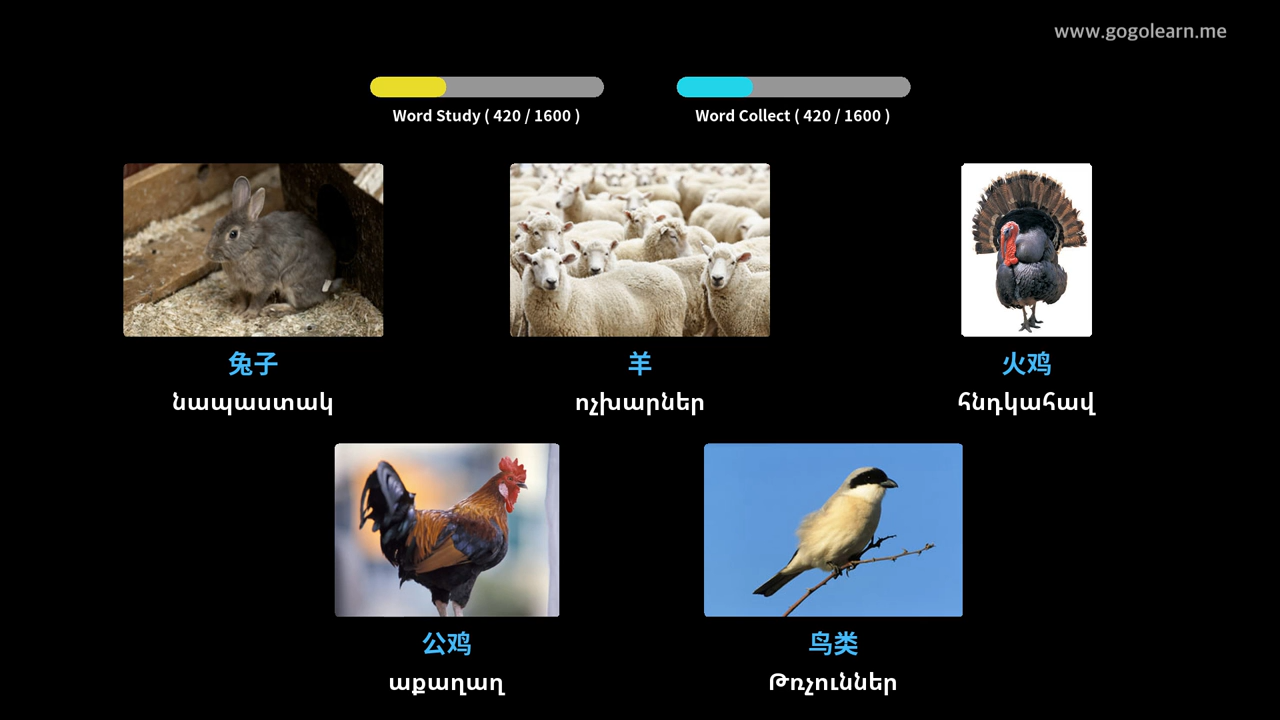 www.gogolearn.me
Word Study ( 420 / 1600 )
Word Collect ( 420 / 1600 )
兔子
羊
火鸡
նապաստակ
ոչխարներ
հնդկահավ
公鸡
鸟类
աքաղաղ
Թռչուններ